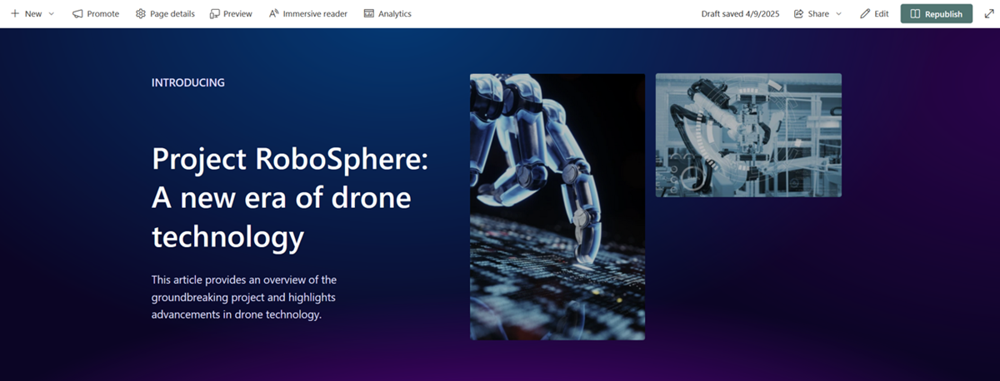 New
Promote
Page details
Preview
Immersive reader
Analytics
Draft saved 4/9/2025
Share
Edit
Republish
INTRODUCING
Project RoboSphere:
A new era of drone
technology
This article provides an overview of the
groundbreaking project and highlights
advancements in drone technology.